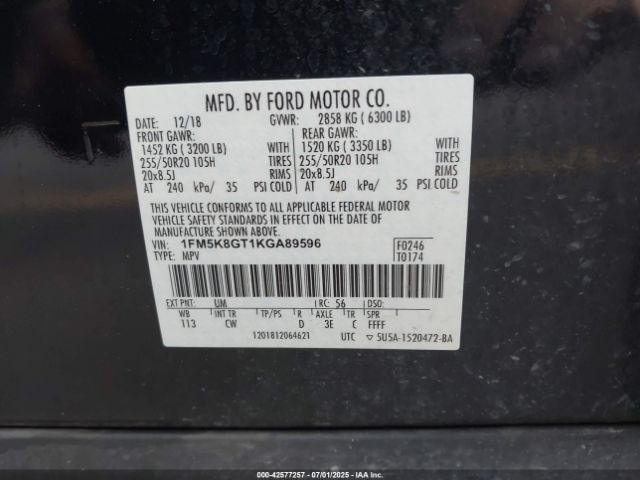 MFD. BY FORD MOTOR CO.
DATE: 12/18 GVWR: 2858 KG ( 6300 LB)
FRONT GAWR: REAR GAWR:
1452 KG ( 3200 LB) WITH 1520 KG ( 3350 LB) WITH
255/50R20 105H TIRES 255/50R20 105H TIRES
20x8.5J RIMS 20x8.5J RIMS
AT 240 kPa/ 35 PSI COLD AT 240 kPa/ 35 PSI COLD
THIS VEHICLE CONFORMS TO ALL APPLICABLE FEDERAL MOTOR
VEHICLE SAFETY STANDARDS IN EFFECT ON THE DATE OF
MANUFACTURE SHOWN ABOVE.
VIN: 1FM5K8GT1KGA89596 F0246
TYPE: MPV T0174
EXT PNT: UM RC: 56 DSO:
WB INT TR TP/PS R AXLE TR SPR
113 CW D 3E C FFFF
1201812064621 UTC ▽ 5U5A-1520472-BA
000-42577257 - 07/01/2025 - IAAI.COM